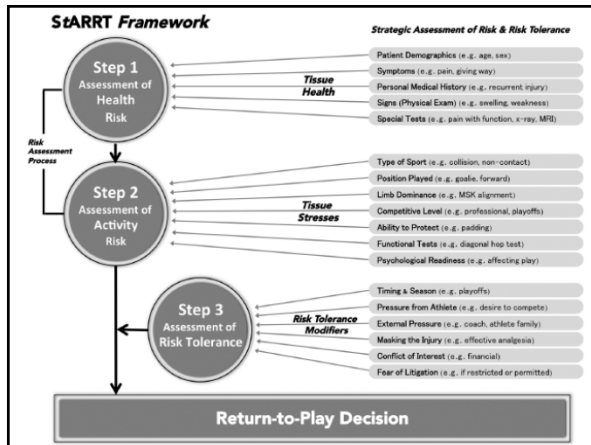 StARRT Framework
Strategic Assessment of Risk & Risk Tolerance
Step 1
Assessment of
Health
Risk
Tissue
Health
Patient Demographics (e.g. age, sex)
Symptoms (e.g. pain, giving way)
Personal Medical History (e.g. recurrent injury)
Signs (Physical Exam) (e.g. swelling, weakness)
Special Tests (e.g. pain with function, x-ray, MRI)
Risk
Assessment
Process
Step 2
Assessment of
Activity
Risk
Tissue
Stresses
Type of Sport (e.g. collision, non-contact)
Position Played (e.g. goalie, forward)
Limb Dominance (e.g. MSK alignment)
Competitive Level (e.g. professional, playoffs)
Ability to Protect (e.g. padding)
Functional Tests (e.g. diagonal hop test)
Psychological Readiness (e.g. affecting play)
Step 3
Assessment of
Risk Tolerance
Risk Tolerance
Modifiers
Timing & Season (e.g. playoffs)
Pressure from Athlete (e.g. desire to compete)
External Pressure (e.g. coach, athlete family)
Masking the Injury (e.g. effective analgesia)
Conflict of Interest (e.g. financial)
Fear of Litigation (e.g. if restricted or permitted)
Return-to-Play Decision